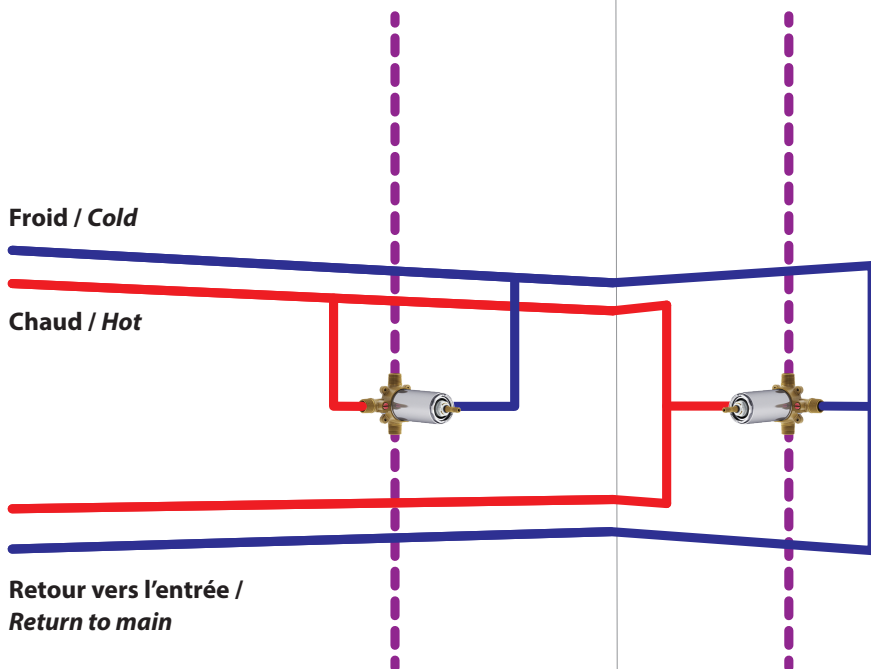 Froid / Cold
Chaud / Hot
Retour vers l'entrée /
Return to main